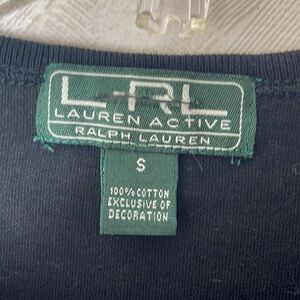 L-RL
LAUREN ACTIVE
RALPH LAUREN
S
100% COTTON
EXCLUSIVE OF
DECORATION